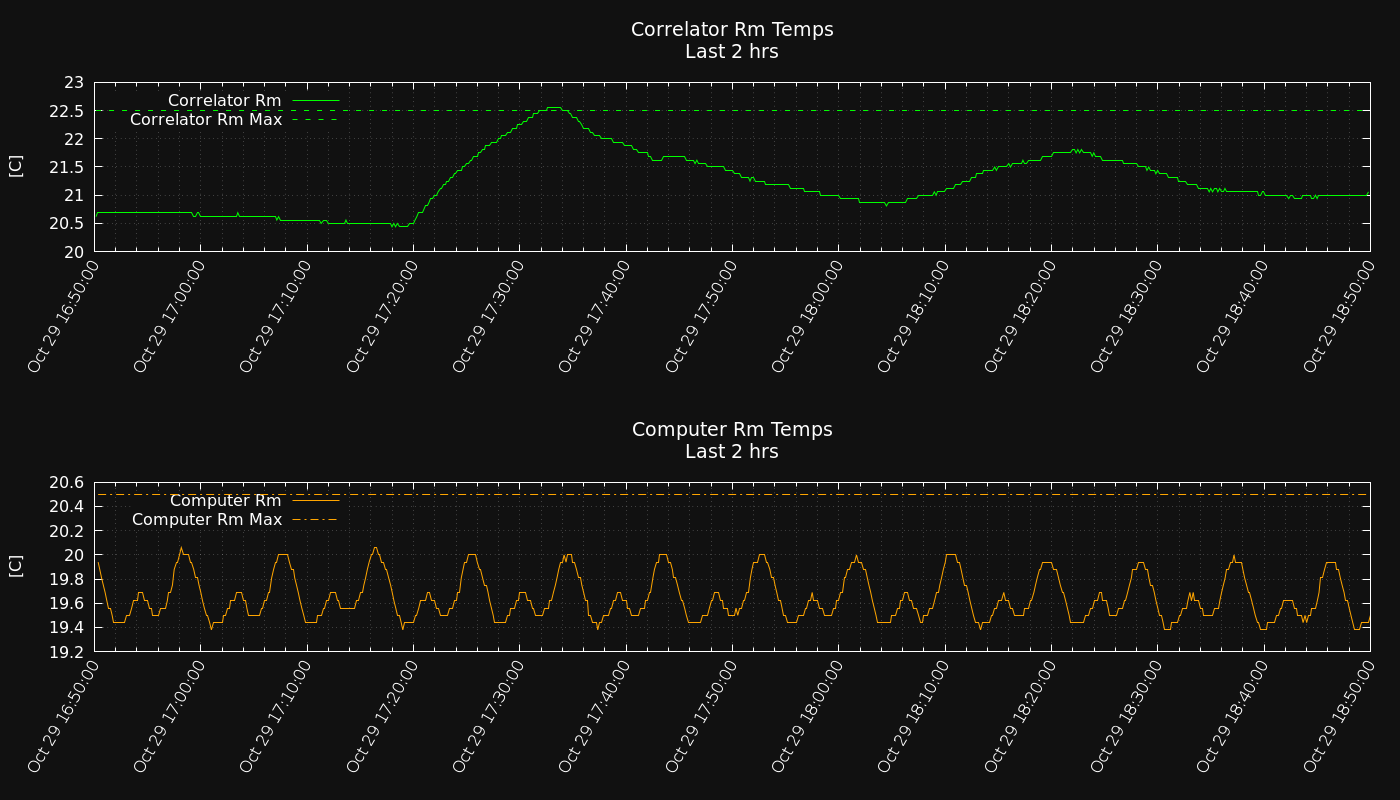 Correlator Rm Temps
Last 2 hrs
[C]
23
22.5
22
21.5
21
20.5
20
Correlator Rm
Correlator Rm Max
Oct 29 16:50:00
Oct 29 17:00:00
Oct 29 17:10:00
Oct 29 17:20:00
Oct 29 17:30:00
Oct 29 17:40:00
Oct 29 17:50:00
Oct 29 18:00:00
Oct 29 18:10:00
Oct 29 18:20:00
Oct 29 18:30:00
Oct 29 18:40:00
Oct 29 18:50:00
Computer Rm Temps
Last 2 hrs
[C]
20.6
20.4
20.2
20
19.8
19.6
19.4
19.2
Computer Rm
Computer Rm Max
Oct 29 16:50:00
Oct 29 17:00:00
Oct 29 17:10:00
Oct 29 17:20:00
Oct 29 17:30:00
Oct 29 17:40:00
Oct 29 17:50:00
Oct 29 18:00:00
Oct 29 18:10:00
Oct 29 18:20:00
Oct 29 18:30:00
Oct 29 18:40:00
Oct 29 18:50:00